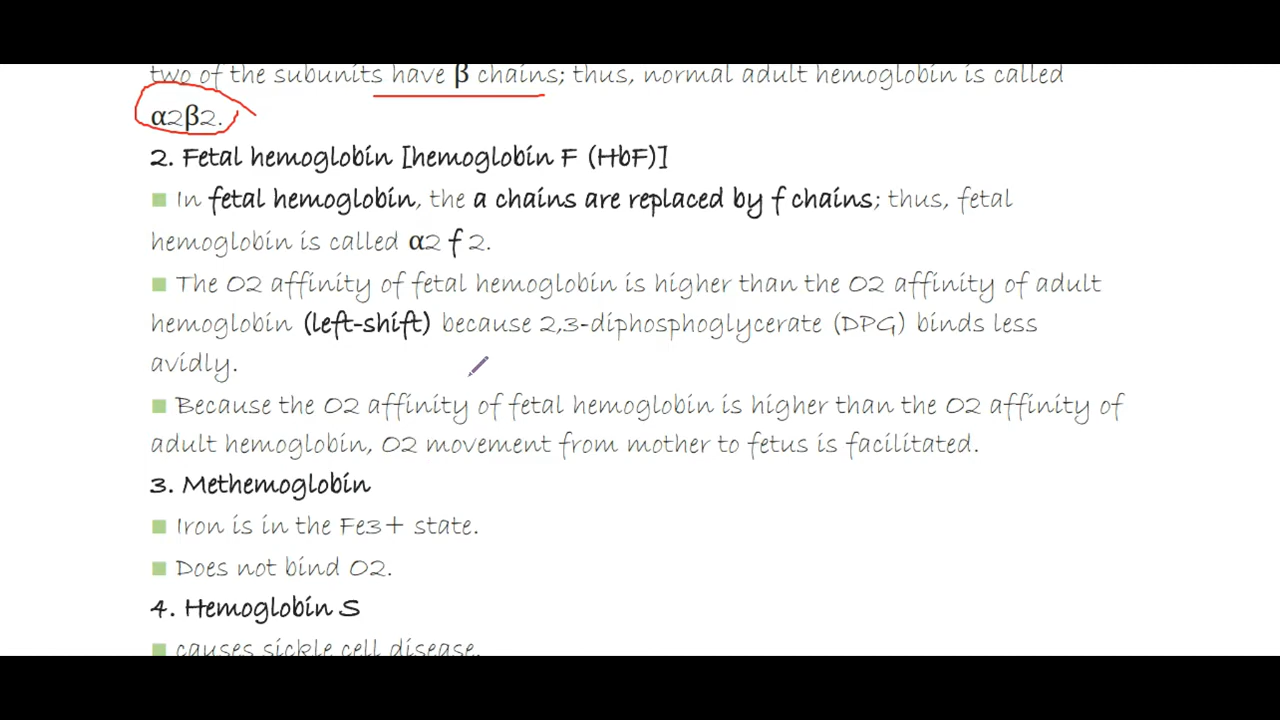 two of the subunits have β chains; thus, normal adult hemoglobin is called
α2β2.
2. Fetal hemoglobin [hemoglobin F (HbF)]
■ In fetal hemoglobin, the a chains are replaced by f chains; thus, fetal
hemoglobin is called α2 f 2.
■ The O2 affinity of fetal hemoglobin is higher than the O2 affinity of adult
hemoglobin (left-shift) because 2,3-diphosphoglycerate (DPG) binds less
avidly.
■ Because the O2 affinity of fetal hemoglobin is higher than the O2 affinity of
adult hemoglobin, O2 movement from mother to fetus is facilitated.
3. Methemoglobin
■ Iron is in the Fe3+ state.
■ Does not bind O2.
4. Hemoglobin S
■ causes sickle cell disease.